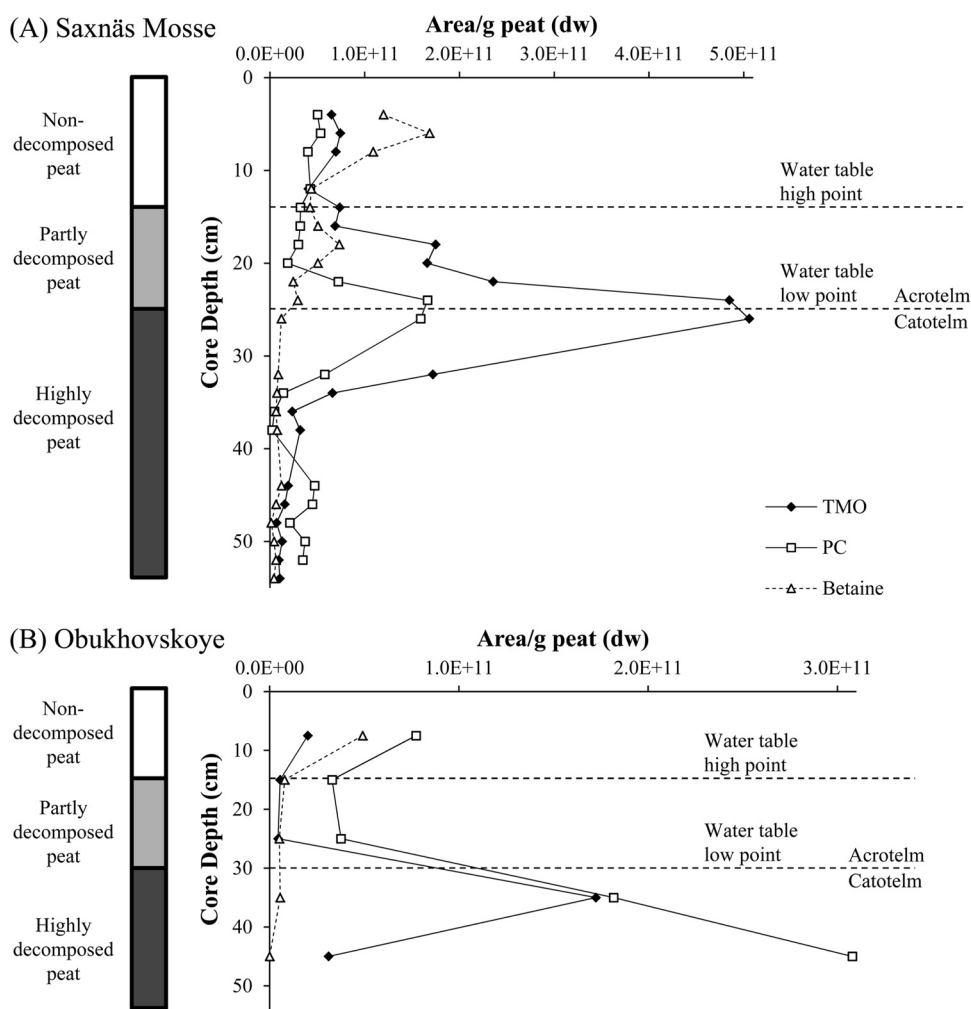 (A) Saxnäs Mosse
Area/g peat (dw)
0.0E+00 1.0E+11 2.0E+11 3.0E+11 4.0E+11 5.0E+11
Non-
decomposed
peat
Partly
decomposed
peat
Highly
decomposed
peat
Core Depth (cm)
0
10
20
30
40
50
Water table
high point
Water table
low point
Acrotelm
Catotelm
TMO
PC
Betaine
(B) Obukhovskoye
Area/g peat (dw)
0.0E+00 1.0E+11 2.0E+11 3.0E+11
Non-
decomposed
peat
Partly
decomposed
peat
Highly
decomposed
peat
Core Depth (cm)
0
10
20
30
40
50
Water table
high point
Water table
low point
Acrotelm
Catotelm